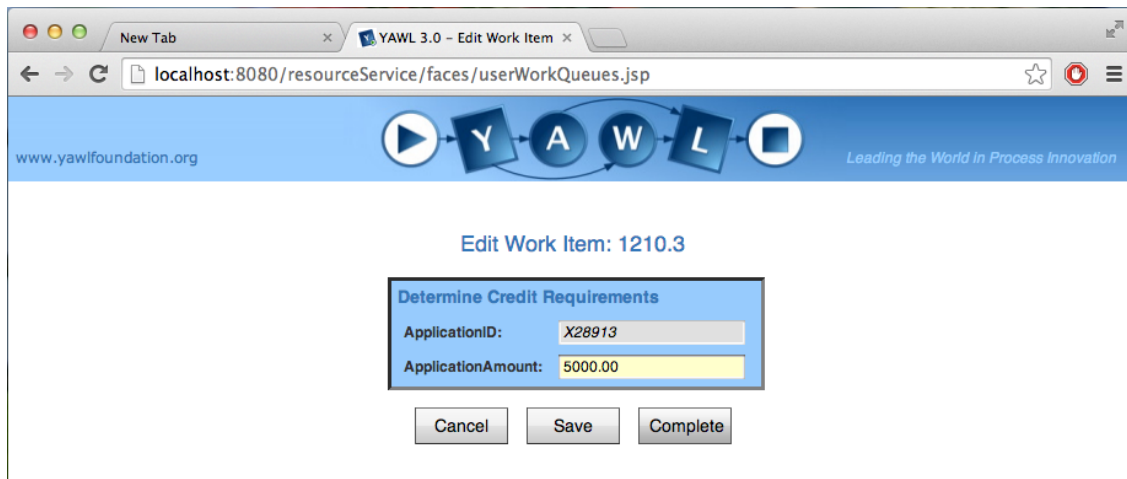 New Tab
YAWL 3.0 – Edit Work Item
localhost:8080/resourceService/faces/userWorkQueues.jsp
www.yawlfoundation.org
Y A W L
Leading the World in Process Innovation
Edit Work Item: 1210.3
Determine Credit Requirements
ApplicationID: X28913
ApplicationAmount: 5000.00
Cancel Save Complete